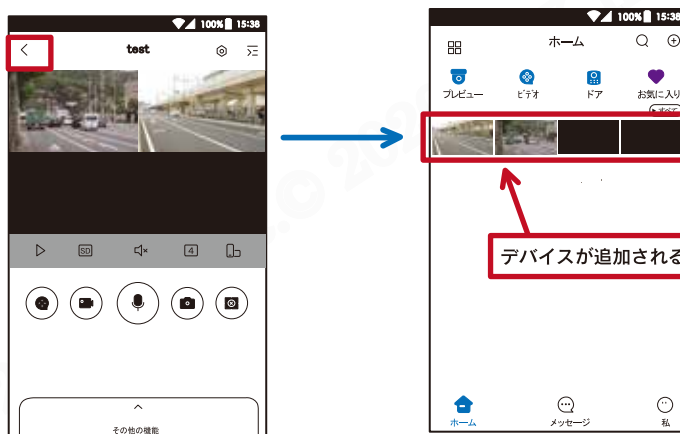 100% 15:38
test
SD
4
その他の機能
100% 15:38
ホーム
プレビュー
ビデオ
ドア
お気に入り
デバイスが追加される
ホーム
メッセージ
私